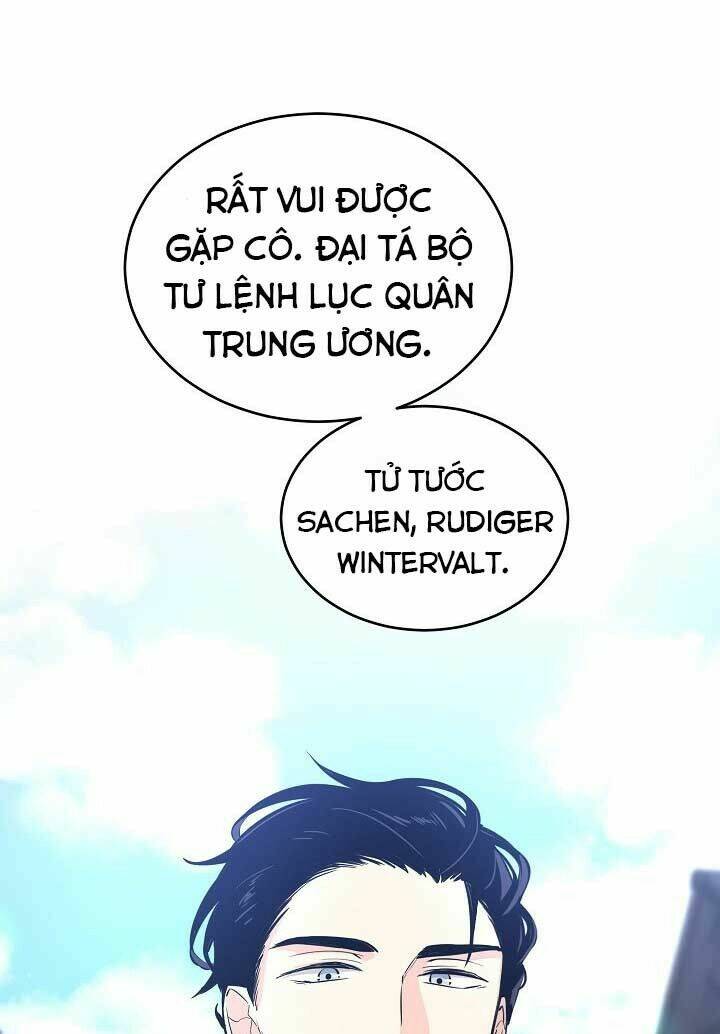 RẤT VUI ĐƯỢC
GẶP CÔ. ĐẠI TÁ BỘ
TƯ LỆNH LỤC QUÂN
TRUNG ƯƠNG.
TỬ TƯỚC
SACHEN, RUDIGER
WINTERVALT.